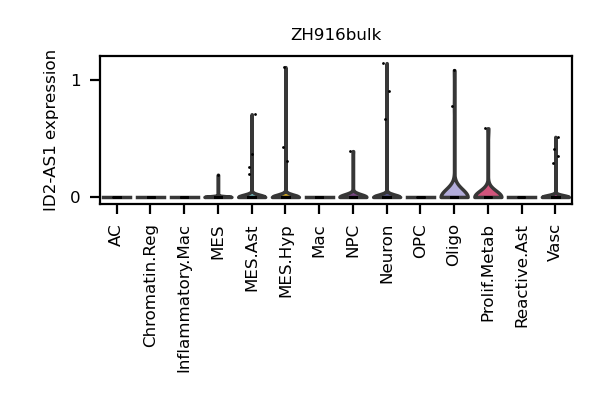 ZH916bulk
ID2-AS1 expression
1
0
AC
Chromatin.Reg
Inflammatory.Mac
MES
MES.Ast
MES.Hyp
Mac
NPC
Neuron
OPC
Oligo
Prolif.Metab
Reactive.Ast
Vasc